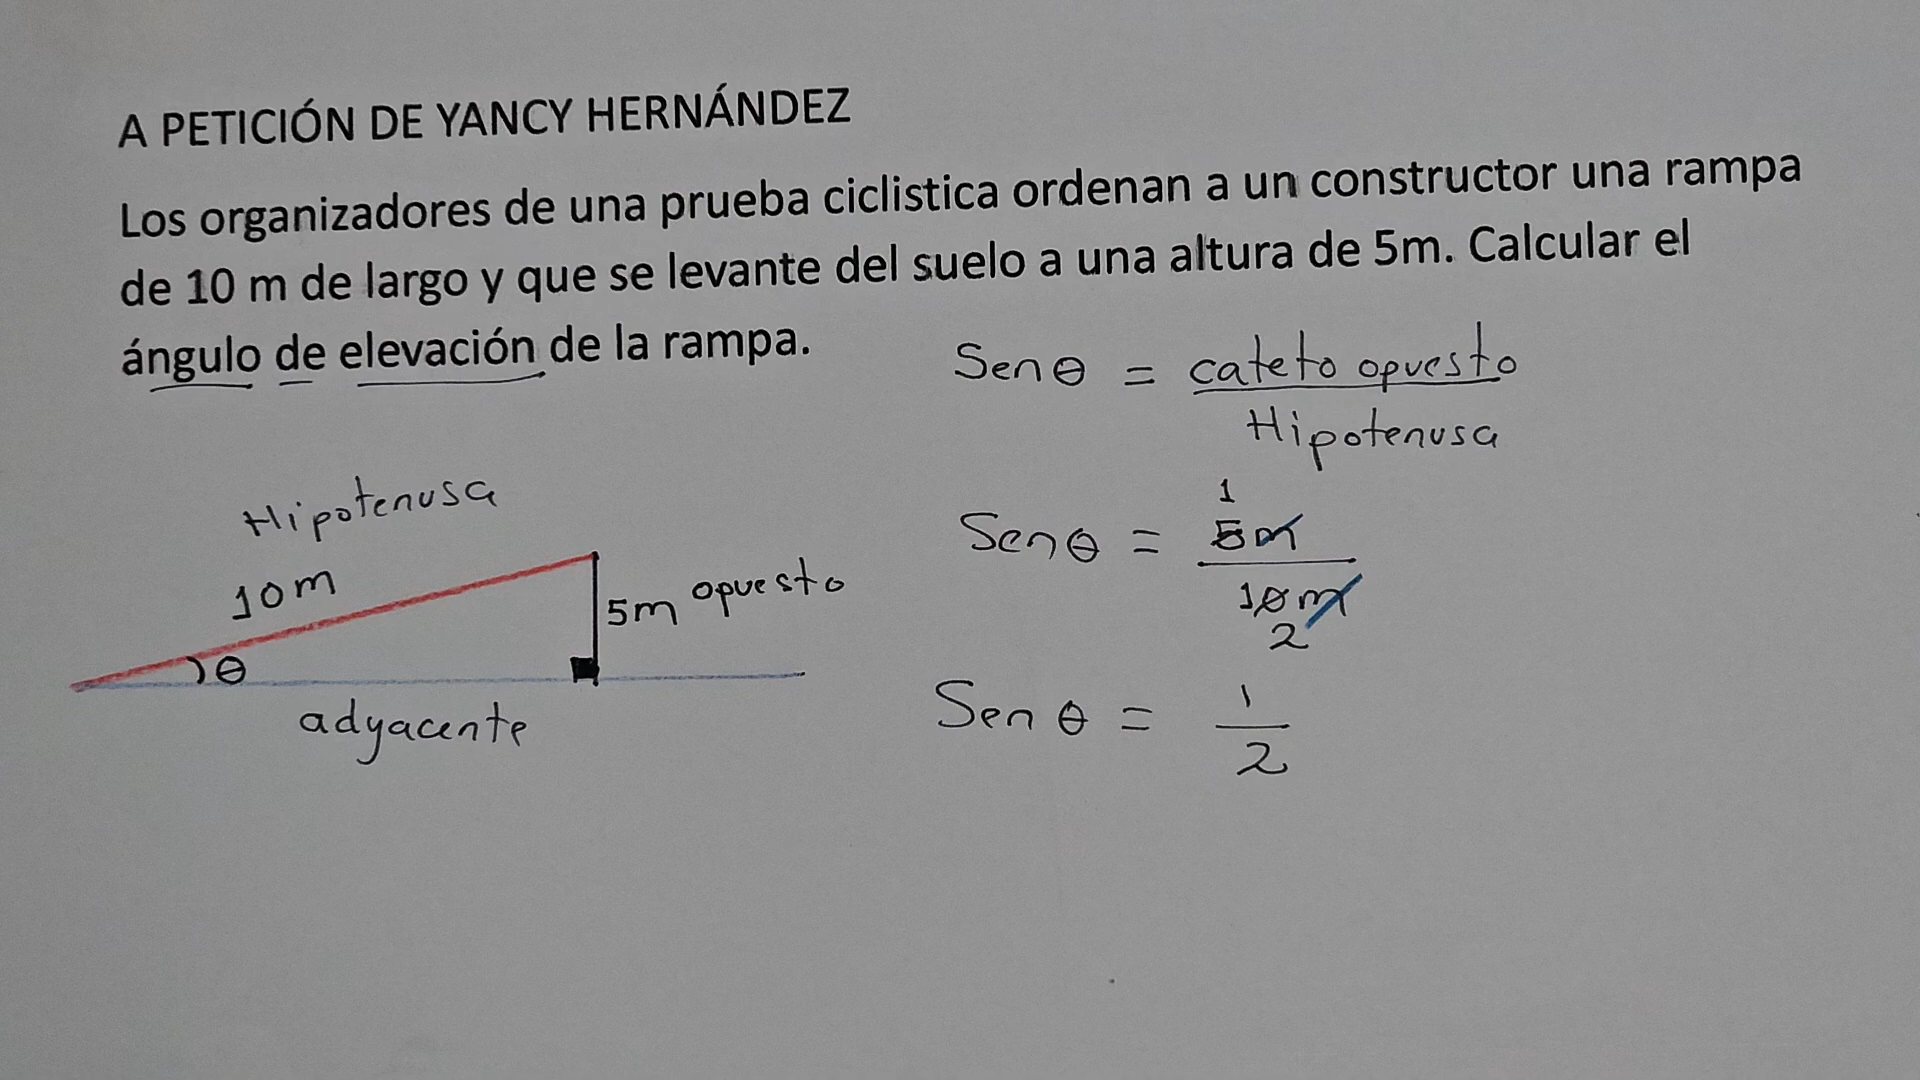 A PETICIÓN DE YANCY HERNÁNDEZ
Los organizadores de una prueba ciclistica ordenan a un constructor una rampa
de 10 m de largo y que se levante del suelo a una altura de 5m. Calcular el
ángulo de elevación de la rampa.
Sen θ = cateto opuesto
Hipotenusa
Hipotenusa
10m
5m opuesto
θ
adyacente
1
Sen θ = 5m
10m
2
Sen θ = 1
2